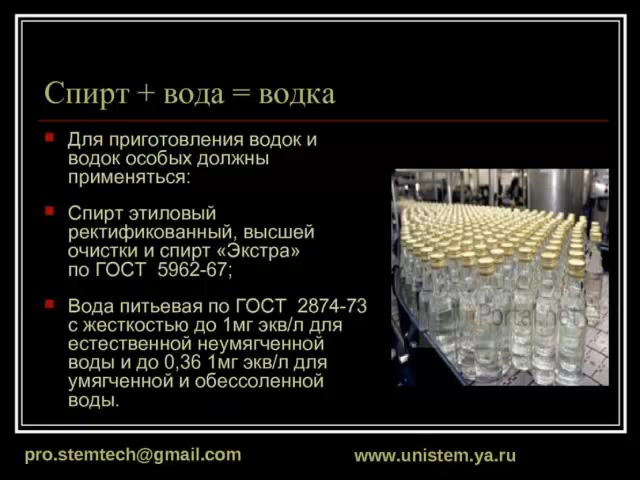 Спирт + вода = водка
Для приготовления водок и
водок особых должны
применяться:
Спирт этиловый
ректификованный, высшей
очистки и спирт «Экстра»
по ГОСТ 5962-67;
Вода питьевая по ГОСТ 2874-73
с жесткостью до 1мг экв/л для
естественной неумягченной
воды и до 0,36 1мг экв/л для
умягченной и обессоленной
воды.
Portal.net
pro.stemtech@gmail.com
www.unistem.ya.ru